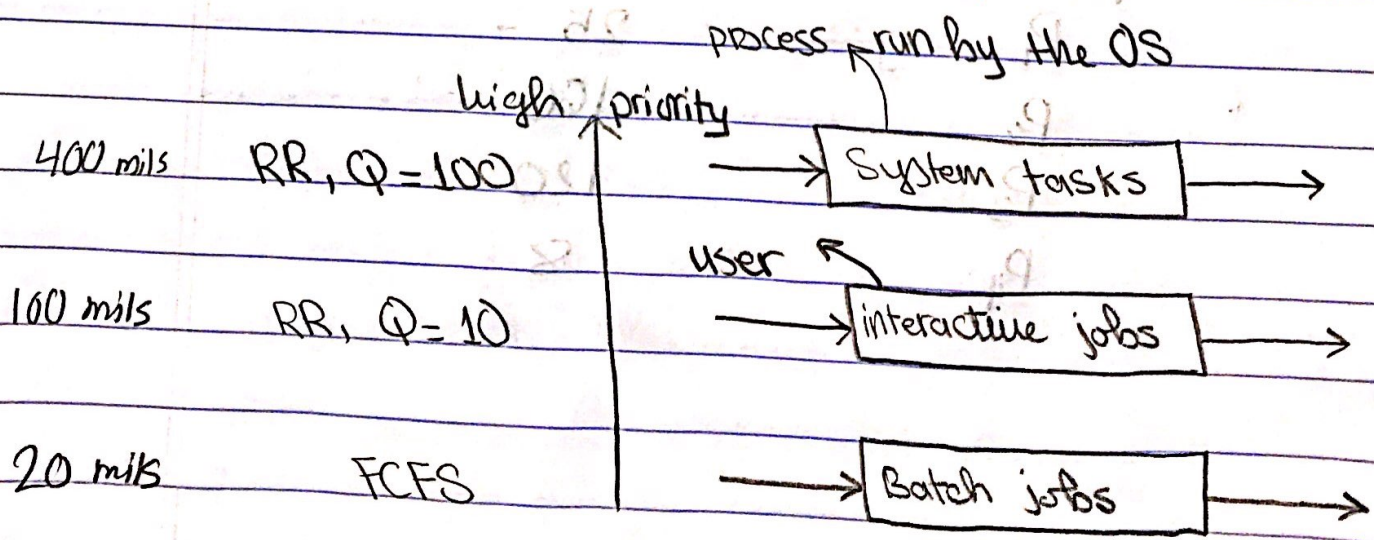 process run by the OS
high priority
400 mils RR, Q=100 System tasks
user
100 mils RR, Q=10 interactive jobs
20 mils FCFS Batch jobs